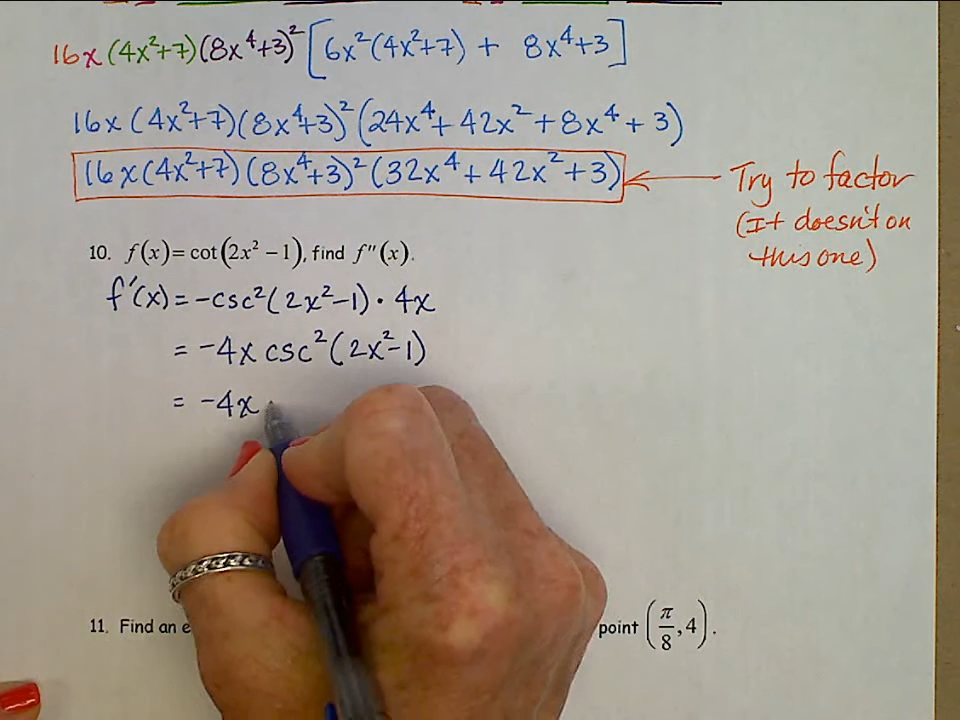 16x(4x²+7)(8x⁴+3)²[6x²(4x²+7) + 8x⁴+3]
16x(4x²+7)(8x⁴+3)²(24x⁴+42x²+8x⁴+3)
16x(4x²+7)(8x⁴+3)²(32x⁴+42x²+3) ← Try to factor
(It doesn't on
this one)
10. f(x)=cot(2x²−1), find f″(x).
f′(x) = -csc²(2x²-1) · 4x
= -4x csc²(2x²-1)
= -4x
11. Find an e point (π/8, 4).